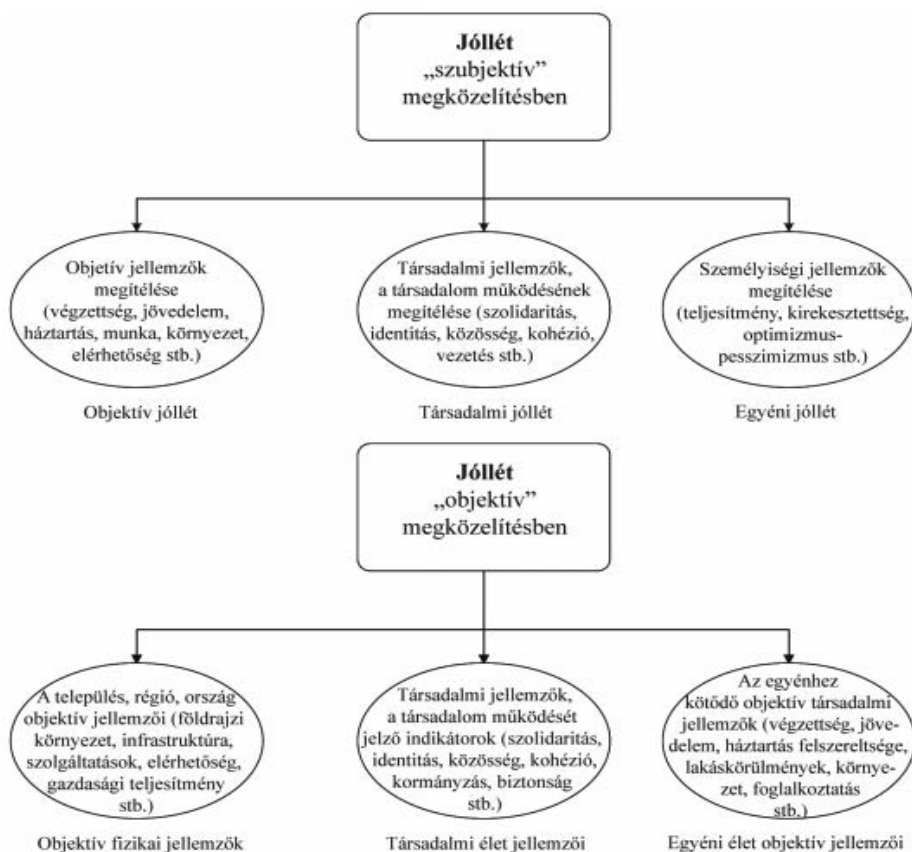 Jóllét
„szubjektív”
megközelítésben
Objetív jellemzők
megítélése
(végzettség, jövedelem,
háztartás, munka, környezet,
elérhetőség stb.)
Objektív jóllét
Társadalmi jellemzők,
a társadalom működésének
megítélése (szolidaritás,
identitás, közösség, kohézió,
vezetés stb.)
Társadalmi jóllét
Személyiségi jellemzők
megítélése
(teljesítmény, kirekesztettség,
optimizmus-
pesszimizmus stb.)
Egyéni jóllét
Jóllét
„objektív”
megközelítésben
A település, régió, ország
objektív jellemzői (földrajzi
környezet, infrastruktúra,
szolgáltatások, elérhetőség,
gazdasági teljesítmény
stb.)
Objektív fizikai jellemzők
Társadalmi jellemzők,
a társadalom működését
jelző indikátorok (szolidaritás,
identitás, közösség, kohézió,
kormányzás, biztonság
stb.)
Társadalmi élet jellemzői
Az egyénhez
kötődő objektív társadalmi
jellemzők (végzettség, jöve-
delem, háztartás felszereltsége,
lakáskörülmények, környe-
zet, foglalkoztatás
stb.)
Egyéni élet objektív jellemzői